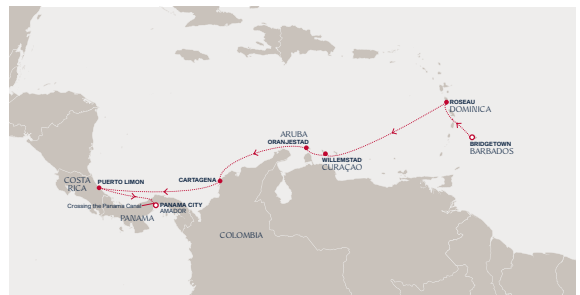 ROSEAU
DOMINICA
BRIDGETOWN
BARBADOS
ARUBA
ORANJESTAD
WILLEMSTAD
CURAÇAO
CARTAGENA
COSTA
RICA
PUERTO LIMON
Crossing the Panama Canal
PANAMA CITY
AMADOR
PANAMA
COLOMBIA